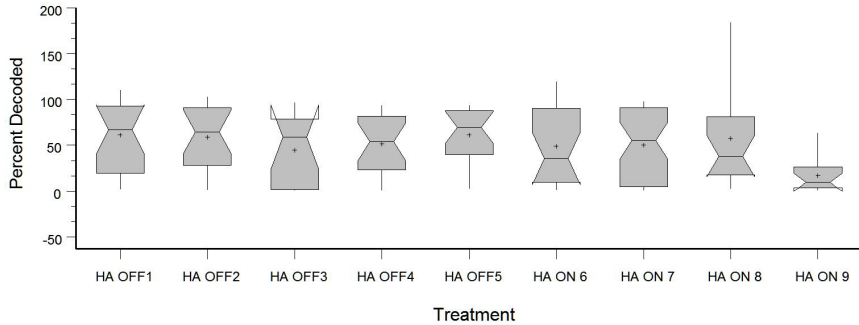 Percent Decoded
200
150
100
50
0
-50
HA OFF1 HA OFF2 HA OFF3 HA OFF4 HA OFF5 HA ON 6 HA ON 7 HA ON 8 HA ON 9
Treatment